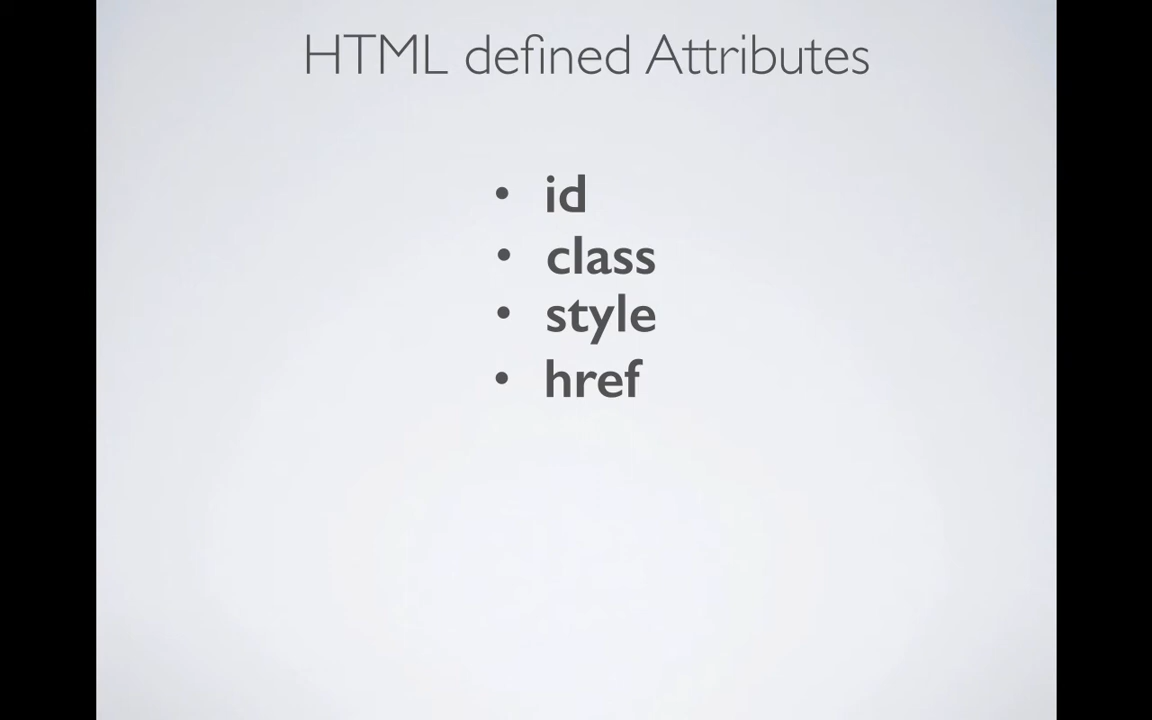 HTML defined Attributes
• id
• class
• style
• href